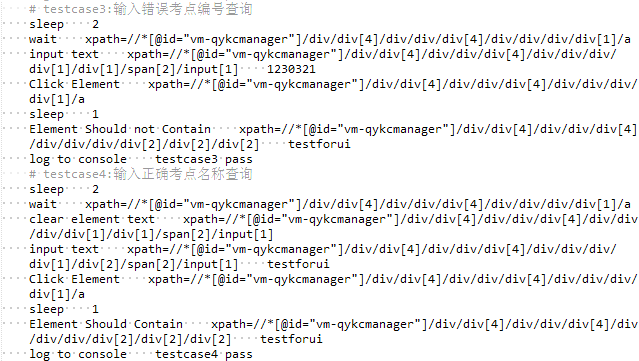 # testcase3:输入错误考点编号查询
sleep    2
wait    xpath=//*[@id="vm-qykcmanager"]/div/div[4]/div/div/div[4]/div/div/div/div[1]/a
input text    xpath=//*[@id="vm-qykcmanager"]/div/div[4]/div/div/div[4]/div/div/div/
div[1]/div[1]/span[2]/input[1]    1230321
Click Element    xpath=//*[@id="vm-qykcmanager"]/div/div[4]/div/div/div[4]/div/div/div/
div[1]/a
sleep    1
Element Should not Contain    xpath=//*[@id="vm-qykcmanager"]/div/div[4]/div/div/div[4]
/div/div/div/div[2]/div[2]/div[2]    testforui
log to console    testcase3 pass
# testcase4:输入正确考点名称查询
sleep    2
wait    xpath=//*[@id="vm-qykcmanager"]/div/div[4]/div/div/div[4]/div/div/div/div[1]/a
clear element text    xpath=//*[@id="vm-qykcmanager"]/div/div[4]/div/div/div[4]/div/div
/div/div[1]/div[1]/span[2]/input[1]
input text    xpath=//*[@id="vm-qykcmanager"]/div/div[4]/div/div/div[4]/div/div/div/
div[1]/div[2]/span[2]/input[1]    testforui
Click Element    xpath=//*[@id="vm-qykcmanager"]/div/div[4]/div/div/div[4]/div/div/div/
div[1]/a
sleep    1
Element Should Contain    xpath=//*[@id="vm-qykcmanager"]/div/div[4]/div/div/div[4]/div
/div/div/div[2]/div[2]/div[2]    testforui
log to console    testcase4 pass